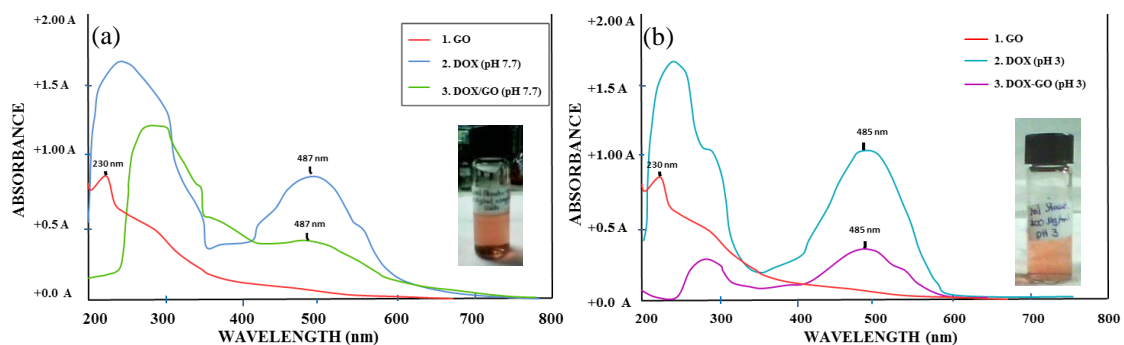 (a)
+2.00 A
+1.5 A
+1.00 A
+0.5 A
+0.0 A
ABSORBANCE
1. GO
2. DOX (pH 7.7)
3. DOX/GO (pH 7.7)
230 nm
487 nm
487 nm
200 300 400 500 600 700 800
WAVELENGTH (nm)
(b)
+2.00 A
+1.5 A
+1.00 A
+0.5 A
+0.0 A
ABSORBANCE
1. GO
2. DOX (pH 3)
3. DOX-GO (pH 3)
230 nm
485 nm
485 nm
pH 3
200 300 400 500 600 700 800
WAVELENGTH (nm)